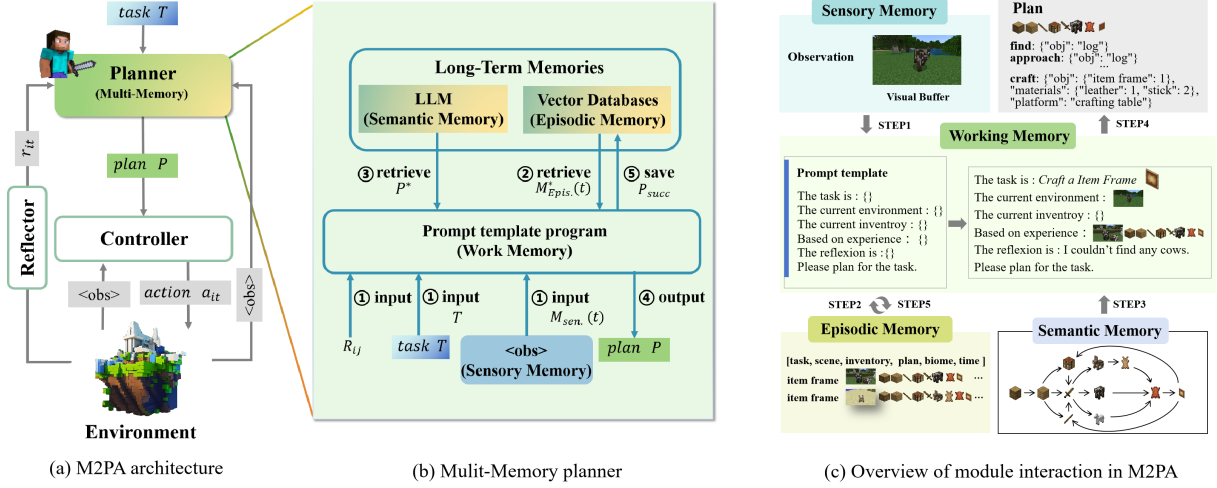 task T
Planner
(Multi-Memory)
r_it
plan P
Reflector
Controller
<obs>
action a_it
<obs>
Environment
(a) M2PA architecture
Long-Term Memories
LLM
(Semantic Memory)
Vector Databases
(Episodic Memory)
③ retrieve
P*
② retrieve
M*_Epis.(t)
⑤ save
P_succ
Prompt template program
(Work Memory)
① input
R_ij
① input
T
task T
① input
M_sen.(t)
<obs>
(Sensory Memory)
④ output
plan P
(b) Mulit-Memory planner
Sensory Memory
Observation
Visual Buffer
Plan
find: {"obj": "log"}
approach: {"obj": "log"}
...
craft: {"obj": {"item frame": 1},
"materials": {"leather": 1, "stick": 2},
"platform": "crafting table"}
STEP1
STEP4
Working Memory
Prompt template
The task is : {}
The current environment : {}
The current inventroy : {}
Based on experience : {}
The reflexion is :{}
Please plan for the task.
The task is : Craft a Item Frame
The current environment :
The current inventroy : {}
Based on experience :
The reflexion is : I couldn't find any cows.
Please plan for the task.
STEP2
STEP5
STEP3
Episodic Memory
[task, scene, inventory, plan, biome, time ]
item frame ...
item frame ...
Semantic Memory
(c) Overview of module interaction in M2PA